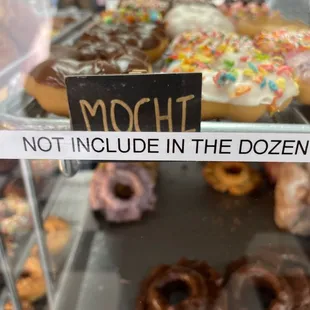 MOCHI
NOT INCLUDE IN THE DOZEN